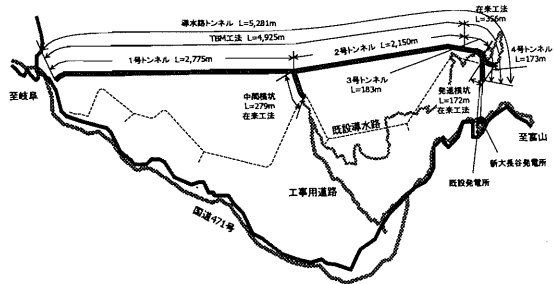 導水路トンネル L=5,281m
TBM工法 L=4,925m
1号トンネル L=2,775m
2号トンネル L=2,150m
在来工法
L=356m
4号トンネル
L=173m
3号トンネル
L=183m
至岐阜
中間横坑
L=279m
在来工法
発進横坑
L=172m
在来工法
既設導水路
至富山
新大長谷発電所
既設発電所
工事用道路
国道471号